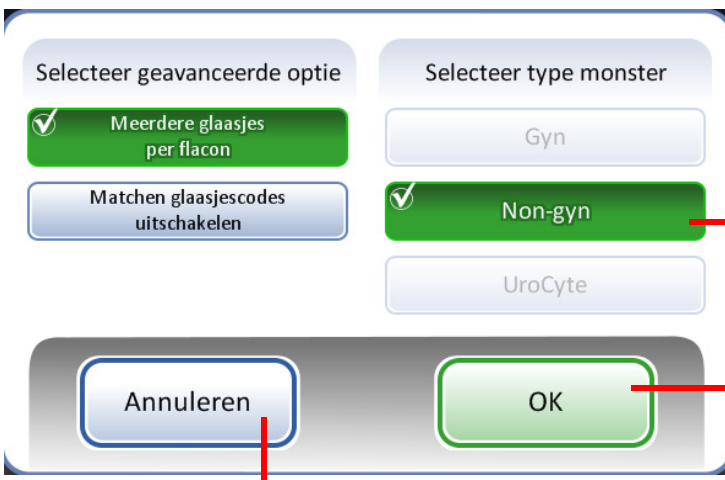 Selecteer geavanceerde optie
Meerdere glaasjes
per flacon
Matchen glaasjescodes
uitschakelen
Selecteer type monster
Gyn
Non-gyn
UroCyte
Annuleren
OK